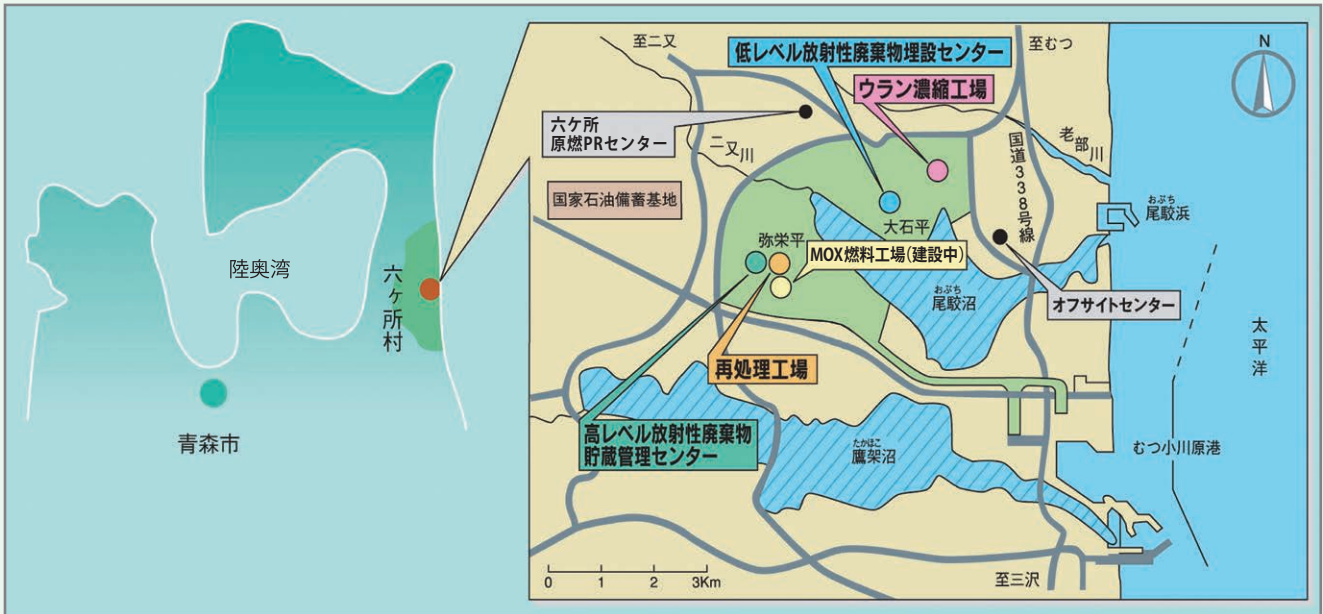 陸奥湾
六ヶ所村
青森市
至二又
低レベル放射性廃棄物埋設センター
至むつ
N
ウラン濃縮工場
六ケ所
原燃PRセンター
二又川
老部川
国道338号線
国家石油備蓄基地
おぶち
尾駮浜
大石平
弥栄平
MOX燃料工場(建設中)
おぶち
尾駮沼
オフサイトセンター
太平洋
再処理工場
高レベル放射性廃棄物
貯蔵管理センター
たかほこ
鷹架沼
むつ小川原港
0 1 2 3Km
至三沢